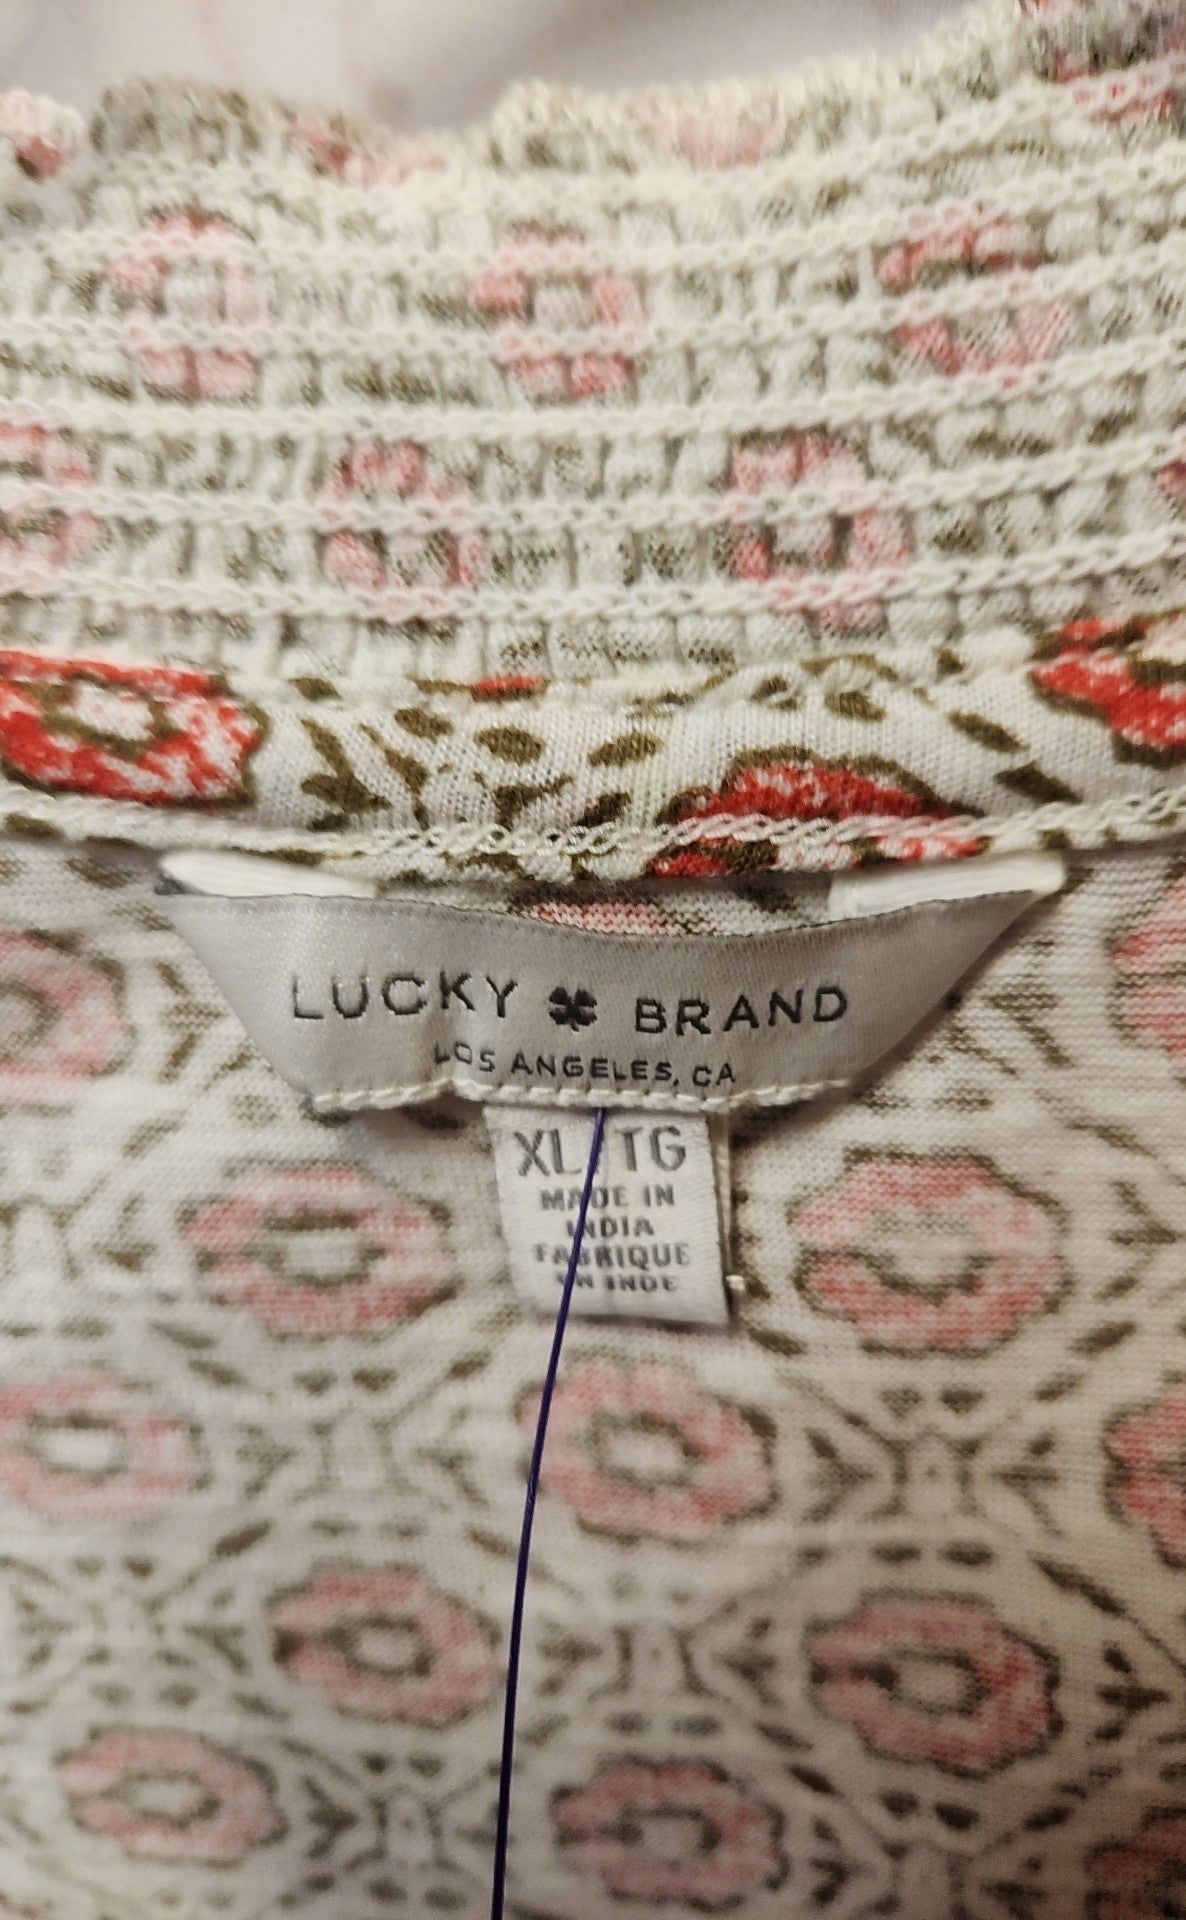 LUCKY BRAND
LOS ANGELES, CA
XL/TG
MADE IN
INDIA
FABRIQUE
EN INDE